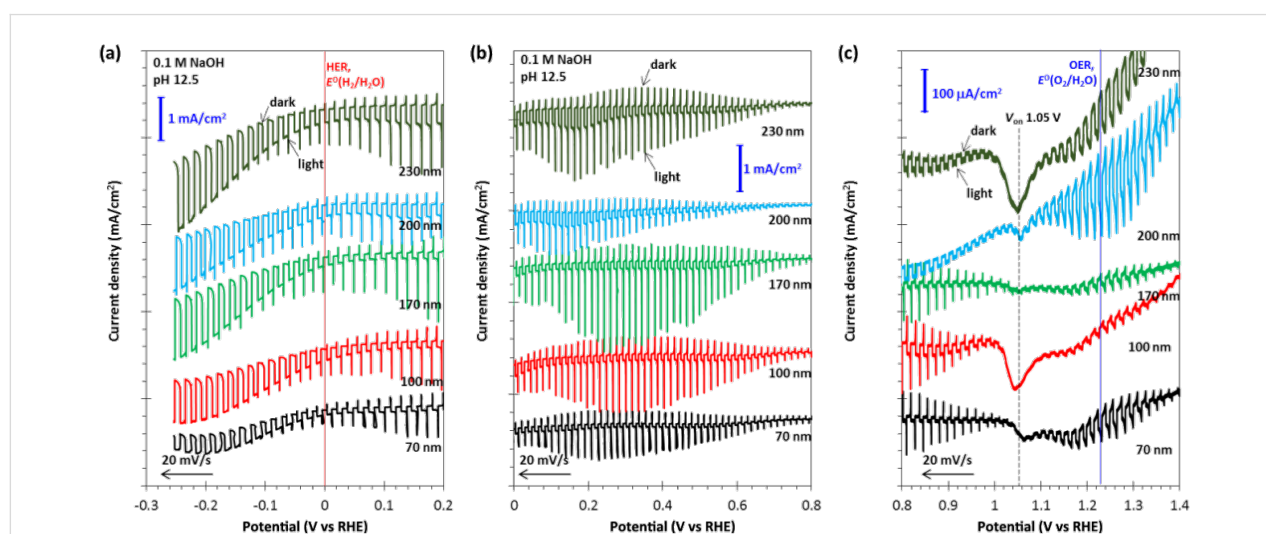 (a)
0.1 M NaOH
pH 12.5
HER,
E⁰(H₂/H₂O)
dark
1 mA/cm²
light
230 nm
200 nm
170 nm
100 nm
70 nm
20 mV/s
Current density (mA/cm²)
-0.3 -0.2 -0.1 0 0.1 0.2
Potential (V vs RHE)
(b)
0.1 M NaOH
pH 12.5
dark
230 nm
light
1 mA/cm²
200 nm
170 nm
100 nm
70 nm
20 mV/s
Current density (mA/cm²)
0 0.2 0.4 0.6 0.8
Potential (V vs RHE)
(c)
OER,
E⁰(O₂/H₂O)
230 nm
100 µA/cm²
Von 1.05 V
dark
light
200 nm
170 nm
100 nm
70 nm
20 mV/s
Current density (mA/cm²)
0.8 0.9 1 1.1 1.2 1.3 1.4
Potential (V vs RHE)